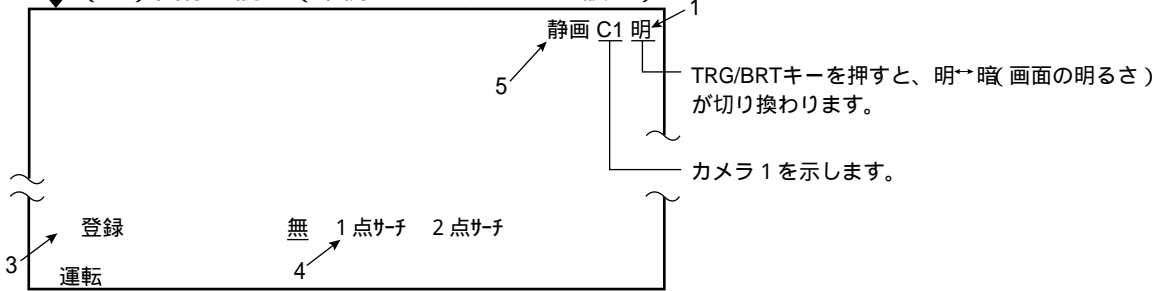 1
静画 C1 明
5
TRG/BRTキーを押すと、明↔暗(画面の明るさ)
が切り換わります。
カメラ1を示します。
登録 無 1点サーチ 2点サーチ
3
4
運転